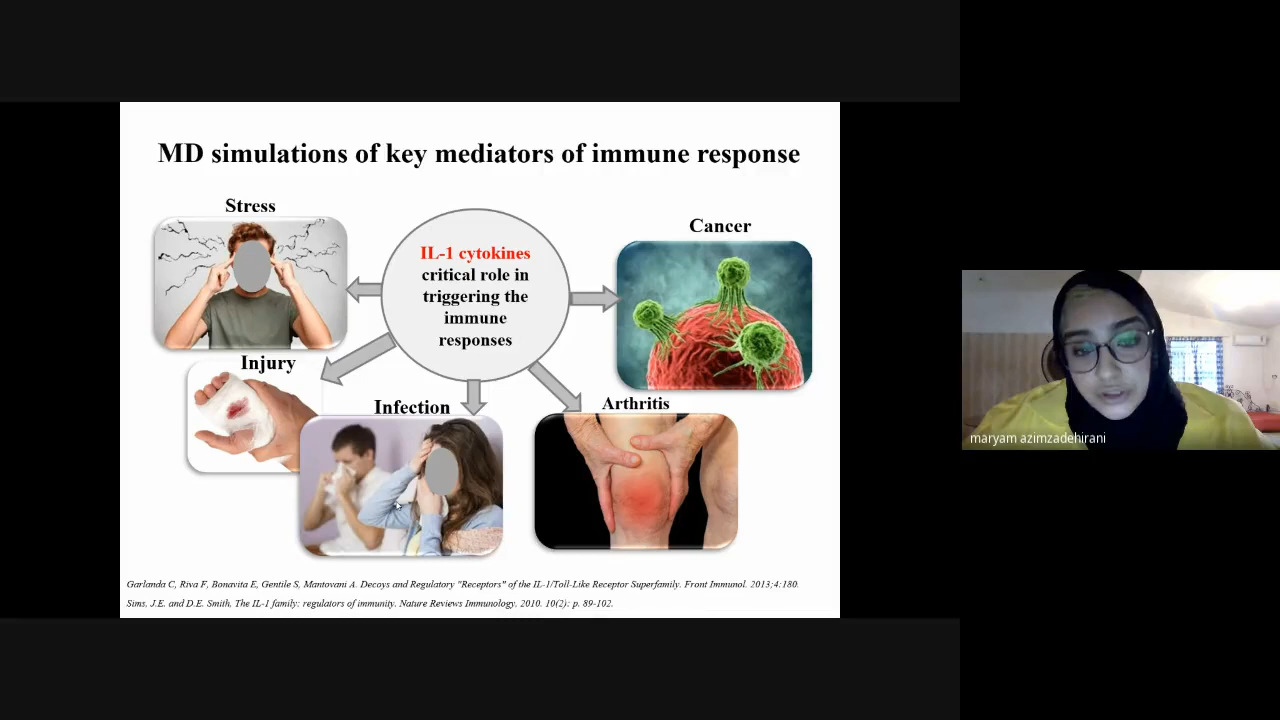 MD simulations of key mediators of immune response
Stress
IL-1 cytokines
critical role in
triggering the
immune
responses
Cancer
Injury
Infection
Arthritis
maryam azimzadehirani
Garlanda C, Riva F, Bonavita E, Gentile S, Mantovani A. Decoys and Regulatory "Receptors" of the IL-1/Toll-Like Receptor Superfamily. Front Immunol. 2013;4:180.
Sims, J.E. and D.E. Smith, The IL-1 family: regulators of immunity. Nature Reviews Immunology, 2010. 10(2): p. 89-102.